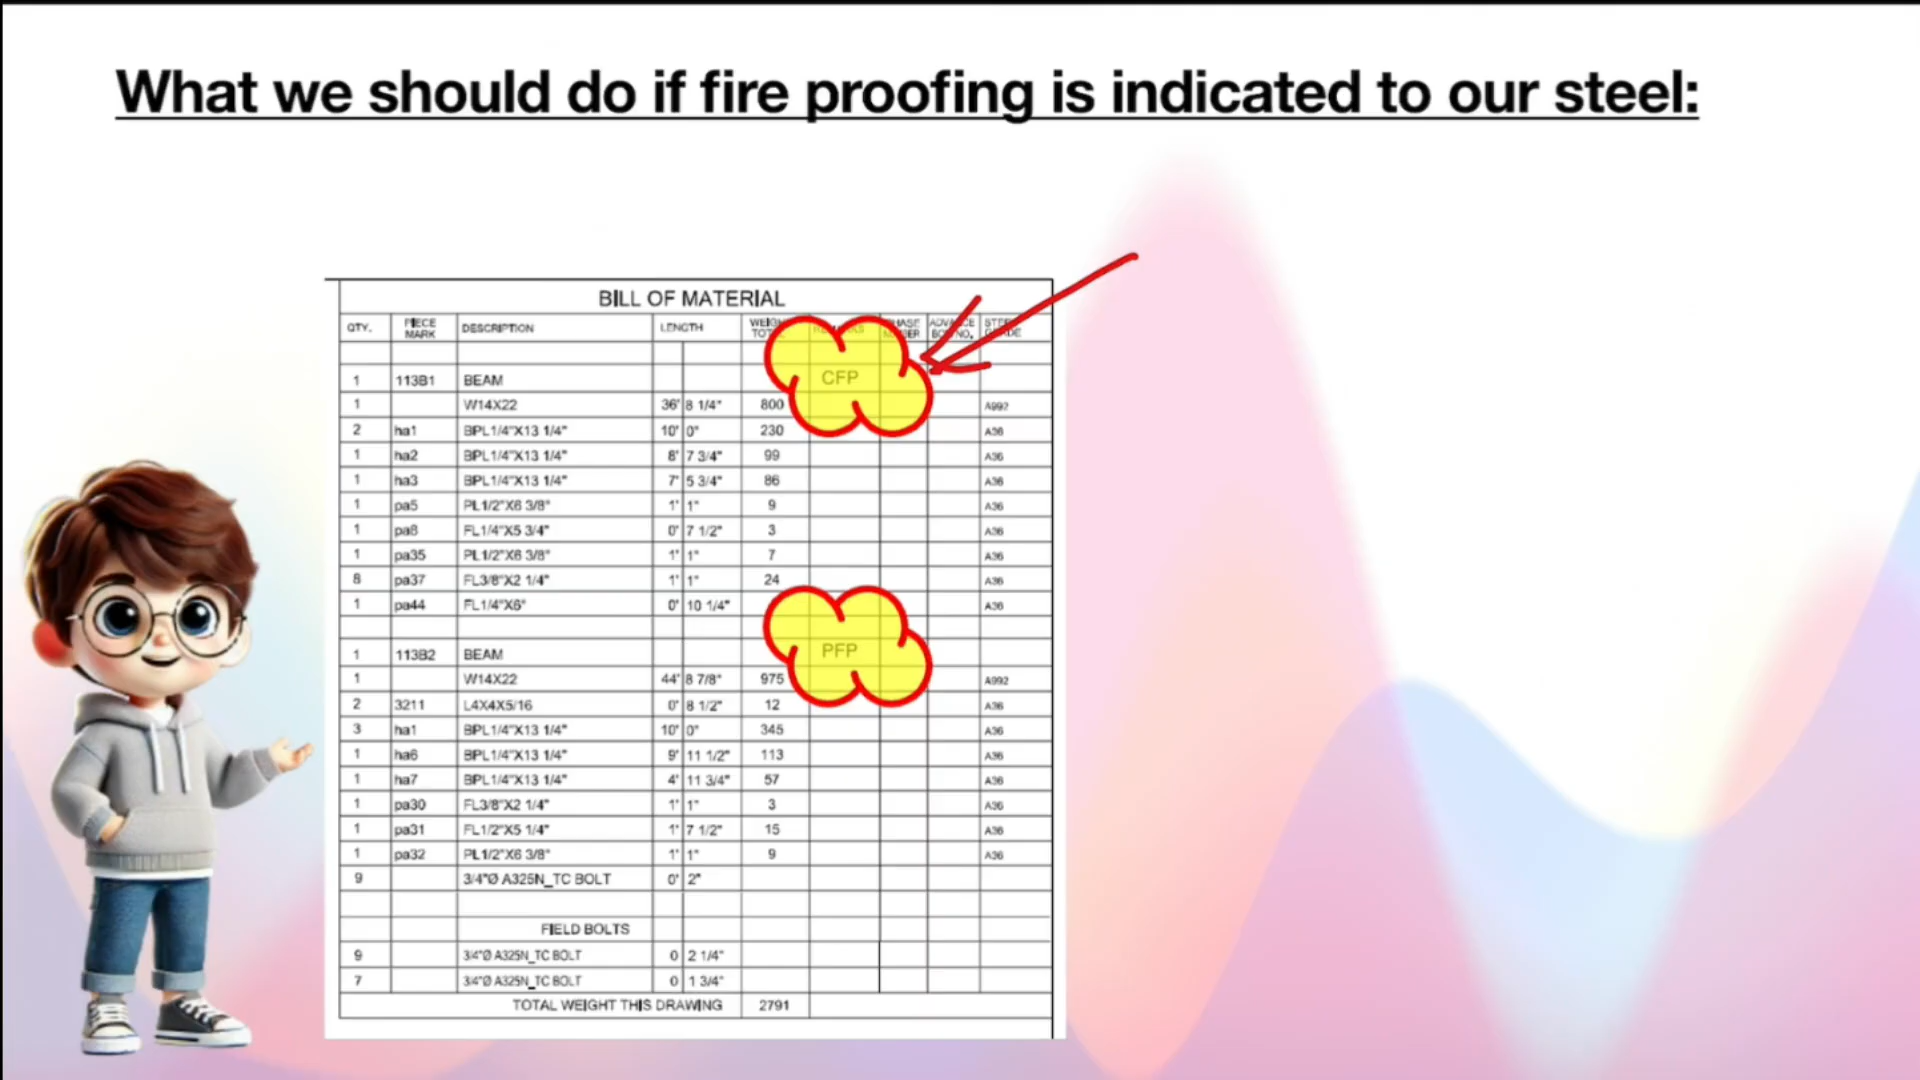 What we should do if fire proofing is indicated to our steel:
BILL OF MATERIAL
QTY. PIECE MARK DESCRIPTION LENGTH
1 113B1 BEAM CFP
1 W14X22 36' 8 1/4" 800 A992
2 ha1 BPL1/4"X13 1/4" 10' 0" 230 A36
1 ha2 BPL1/4"X13 1/4" 8' 7 3/4" 99 A36
1 ha3 BPL1/4"X13 1/4" 7' 5 3/4" 86 A36
1 pa5 PL1/2"X6 3/8" 1' 1" 9 A36
1 pa8 FL1/4"X5 3/4" 0' 7 1/2" 3 A36
1 pa35 PL1/2"X6 3/8" 1' 1" 7 A36
8 pa37 FL3/8"X2 1/4" 1' 1" 24 A36
1 pa44 FL1/4"X6" 0' 10 1/4" A36
1 113B2 BEAM PFP
1 W14X22 44' 8 7/8" 975 A992
2 3211 L4X4X5/16 0' 8 1/2" 12 A36
3 ha1 BPL1/4"X13 1/4" 10' 0" 345 A36
1 ha6 BPL1/4"X13 1/4" 9' 11 1/2" 113 A36
1 ha7 BPL1/4"X13 1/4" 4' 11 3/4" 57 A36
1 pa30 FL3/8"X2 1/4" 1' 1" 3 A36
1 pa31 FL1/2"X5 1/4" 1' 7 1/2" 15 A36
1 pa32 PL1/2"X6 3/8" 1' 1" 9 A36
9 3/4"Ø A325N_TC BOLT 0' 2"
FIELD BOLTS
9 3/4"Ø A325N_TC BOLT 0 2 1/4"
7 3/4"Ø A325N_TC BOLT 0 1 3/4"
TOTAL WEIGHT THIS DRAWING 2791